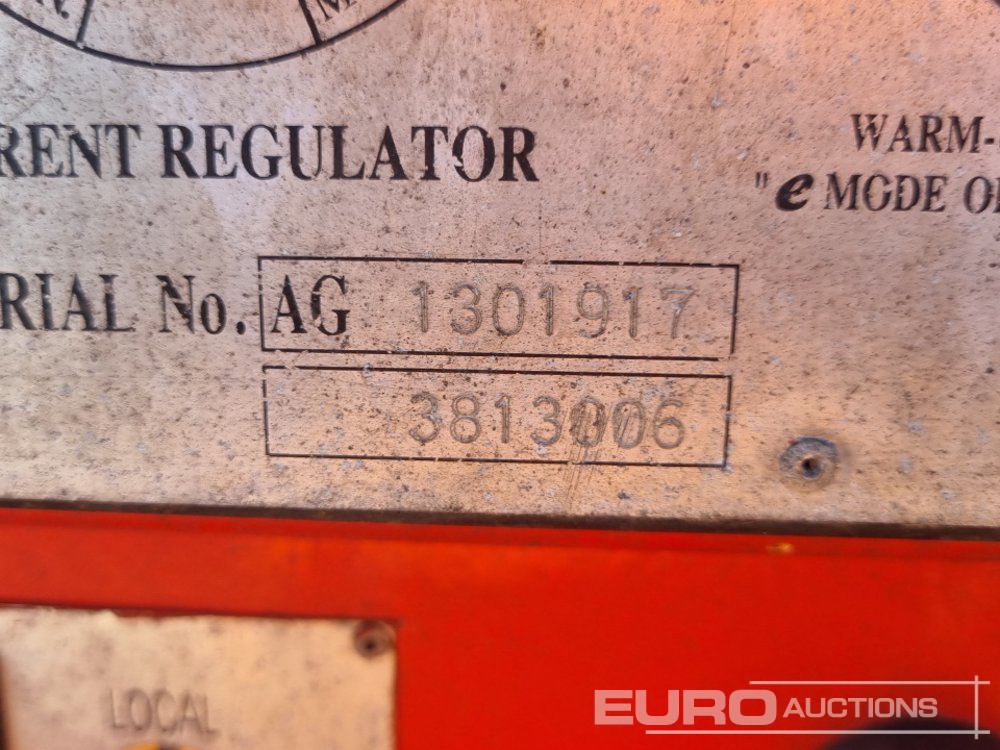 RENT REGULATOR
WARM-
"e MODE O
RIAL No. AG 1301917
3813006
LOCAL
EURO AUCTIONS